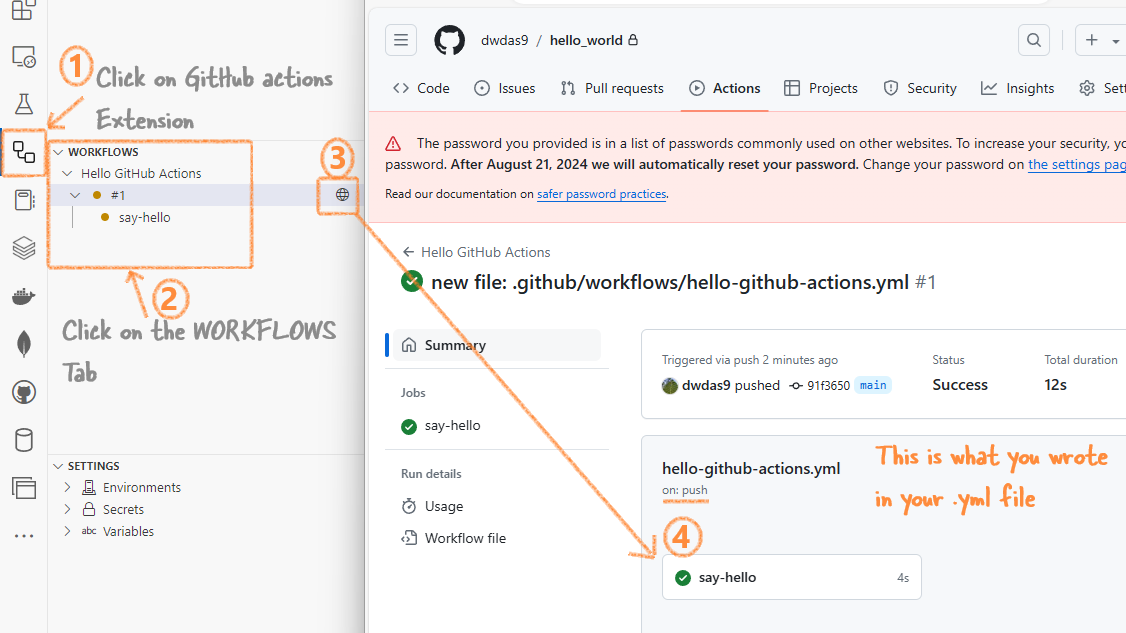 1 Click on GitHub actions
Extension
WORKFLOWS
Hello GitHub Actions
#1
say-hello
3
2
Click on the WORKFLOWS
Tab
SETTINGS
Environments
Secrets
abc Variables
dwdas9 / hello_world
Code Issues Pull requests Actions Projects Security Insights Sett
The password you provided is in a list of passwords commonly used on other websites. To increase your security, yo
password. After August 21, 2024 we will automatically reset your password. Change your password on the settings pag
Read our documentation on safer password practices.
Hello GitHub Actions
new file: .github/workflows/hello-github-actions.yml #1
Summary
Jobs
say-hello
Run details
Usage
Workflow file
Triggered via push 2 minutes ago
dwdas9 pushed 91f3650 main
Status
Success
Total duration
12s
hello-github-actions.yml
on: push
This is what you wrote
in your .yml file
4
say-hello 4s